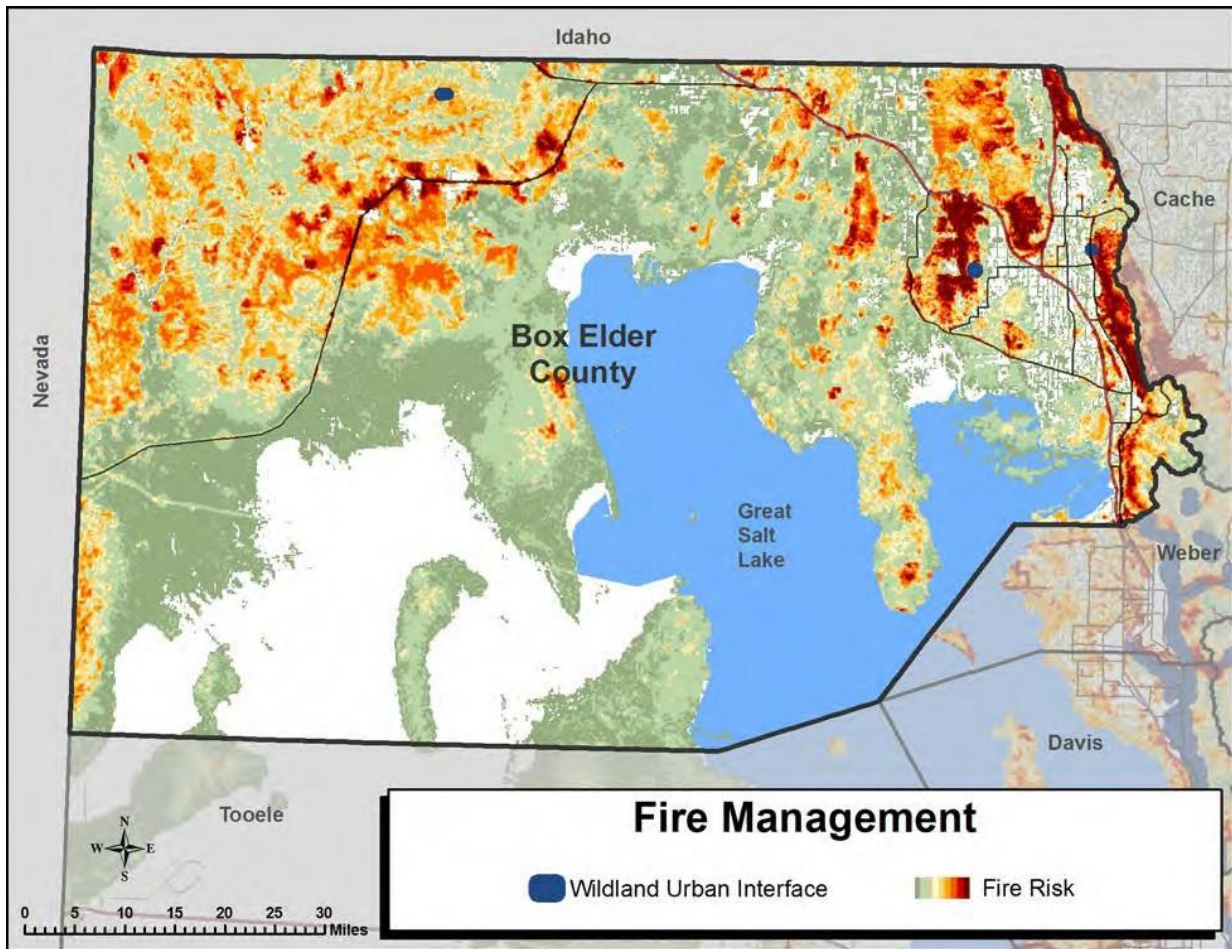 Idaho
Cache
Nevada
Box Elder
County
Great
Salt
Lake
Weber
Davis
Tooele
N
W E
S
0 5 10 15 20 25 30
Miles
Fire Management
Wildland Urban Interface
Fire Risk